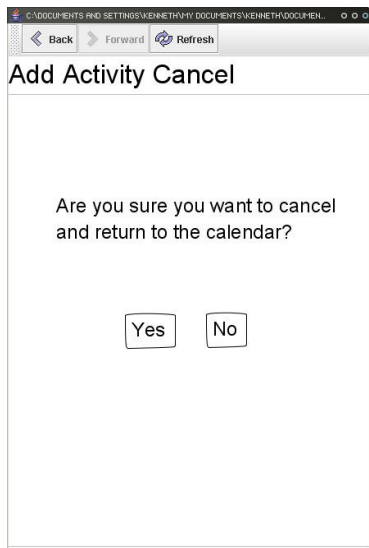 C:\DOCUMENTS AND SETTINGS\KENNETH\MY DOCUMENTS\KENNETH\DOCUMEN...
Back Forward Refresh
Add Activity Cancel
Are you sure you want to cancel
and return to the calendar?
Yes No